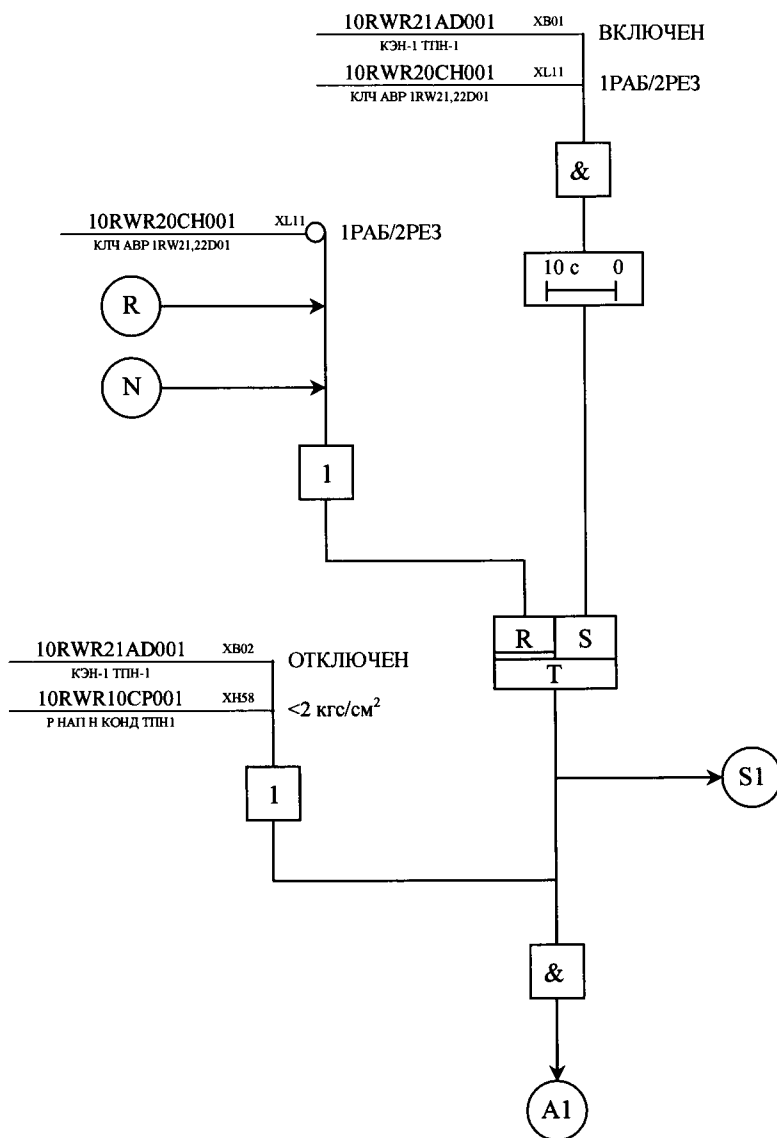 10RWR21AD001 XB01 ВКЛЮЧЕН
КЭН-1 ТПН-1
10RWR20CH001 XL11 1РАБ/2РЕЗ
КЛЧ АВР 1RW21,22D01
&
10RWR20CH001 XL11 1РАБ/2РЕЗ
КЛЧ АВР 1RW21,22D01
10 с 0
R
N
1
R S
T
10RWR21AD001 XB02 ОТКЛЮЧЕН
КЭН-1 ТПН-1
10RWR10CP001 XH58 <2 кгс/см²
Р НАП Н КОНД ТПН1
S1
1
&
A1